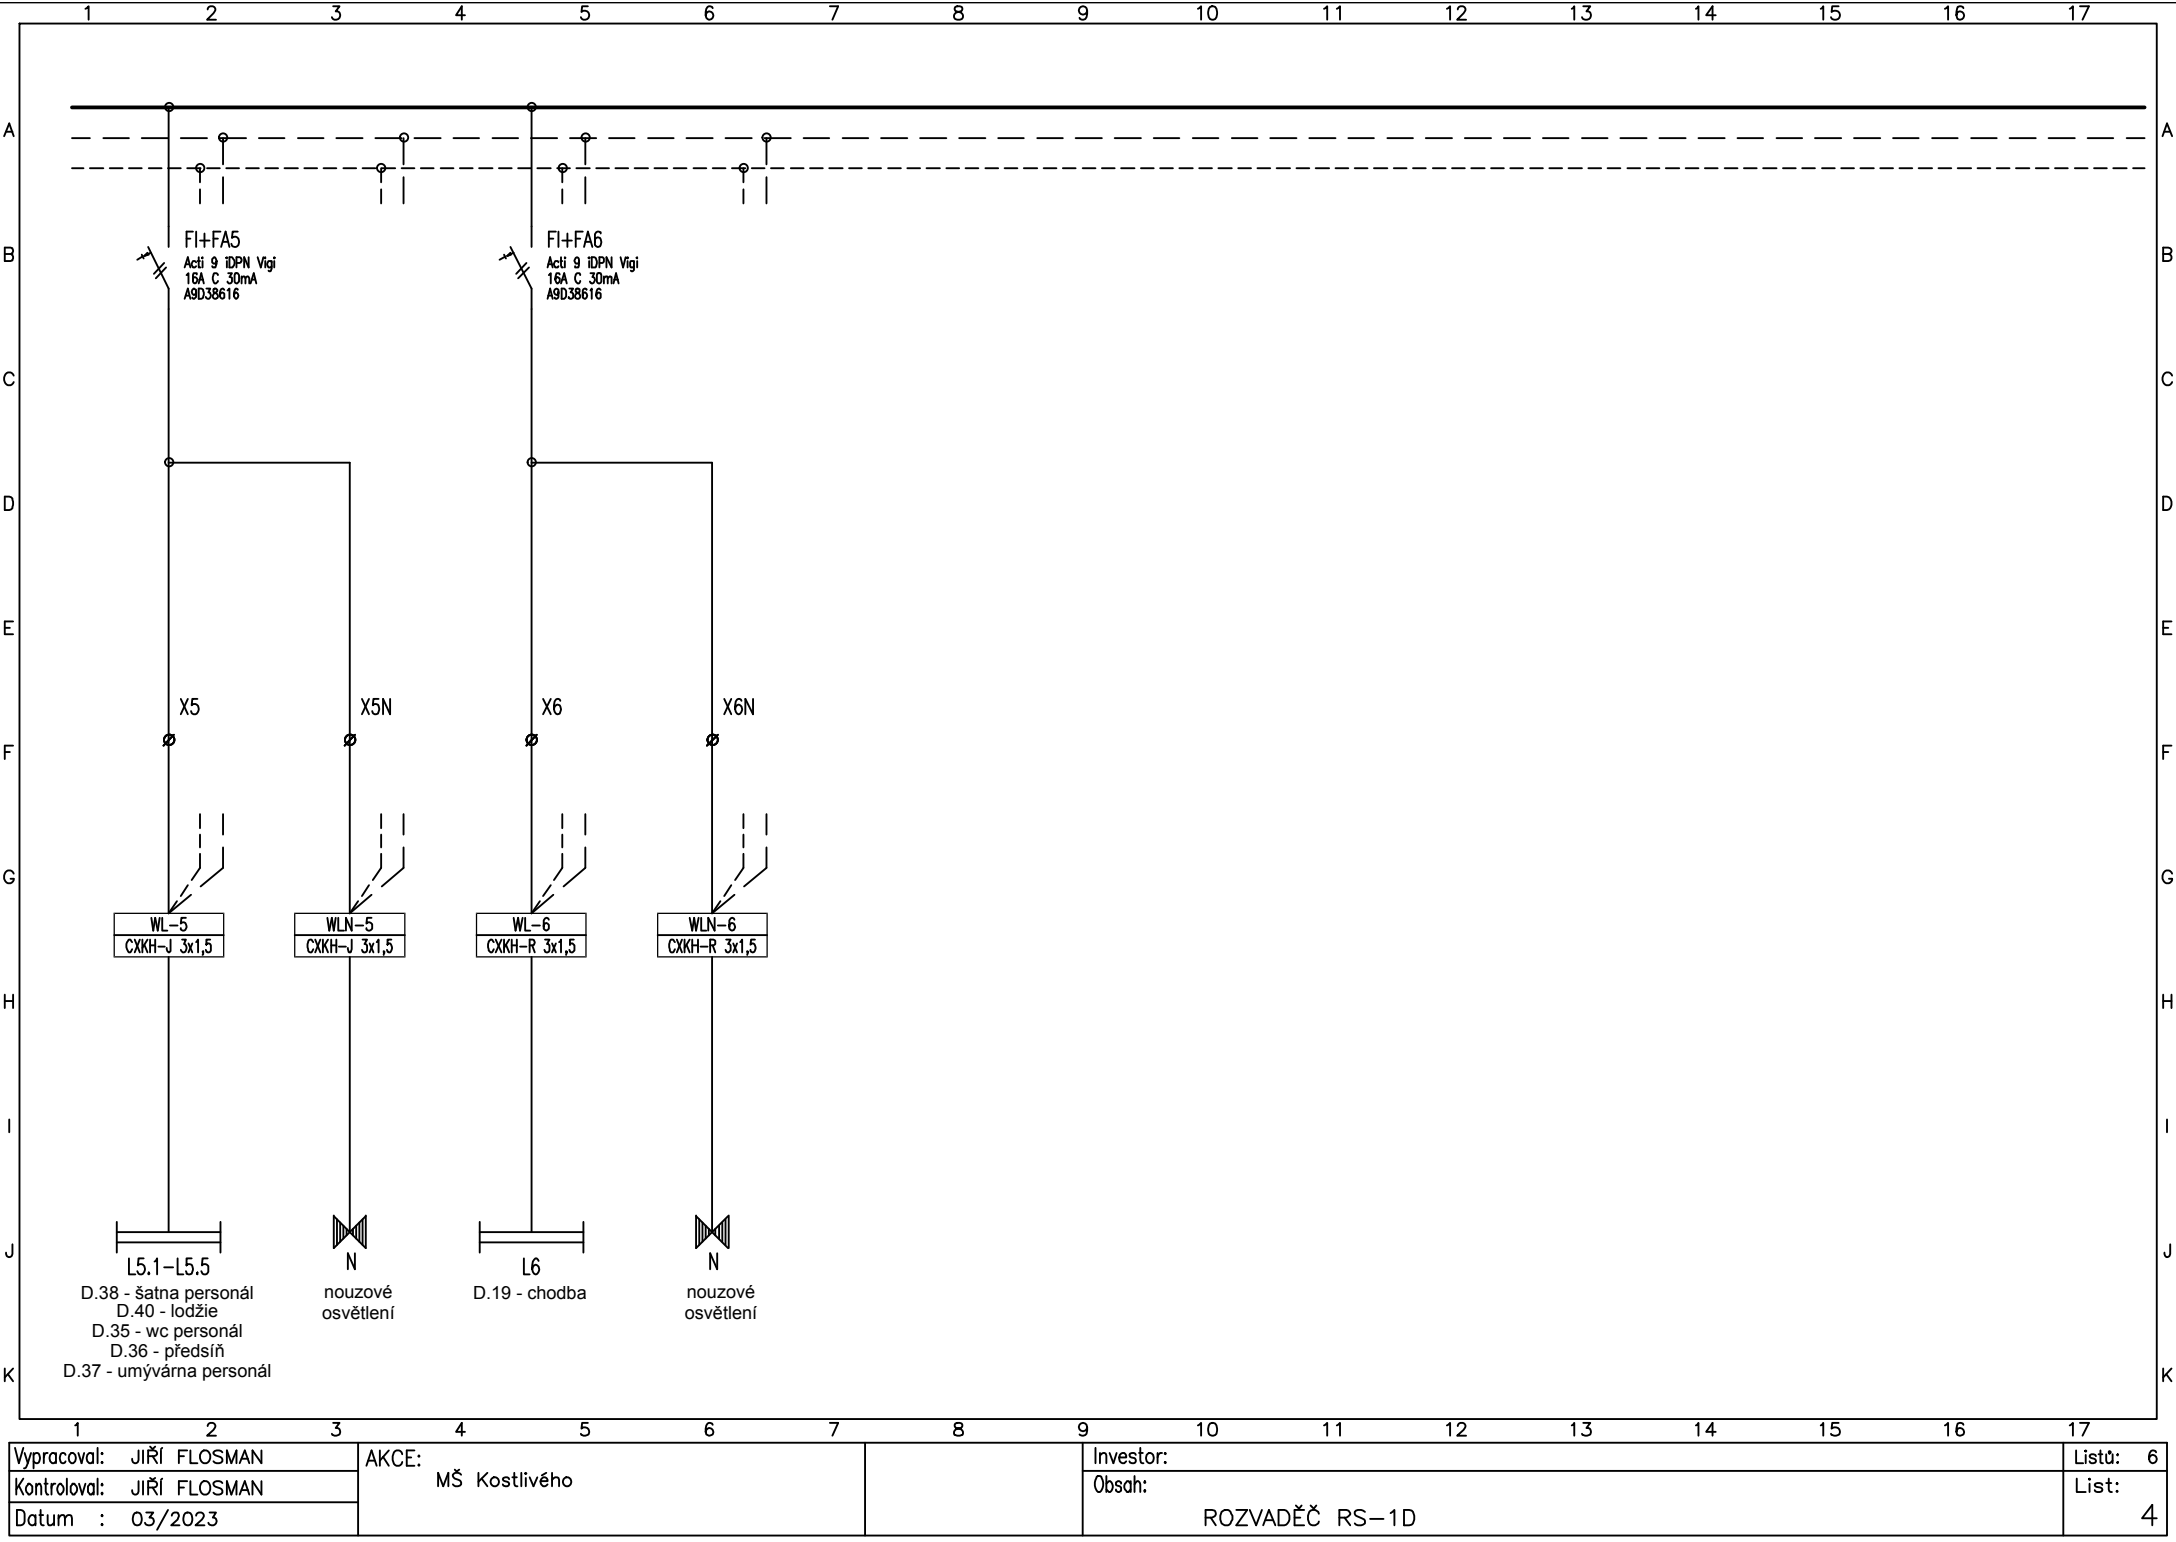 1 2 3 4 5 6 7 8 9 10 11 12 13 14 15 16 17
A A
FI+FA5 FI+FA6
B B
Acti 9 iDPN Vigi Acti 9 iDPN Vigi
16A C 30mA 16A C 30mA
A9D38616 A9D38616
C C
D D
E E
X5 X5N X6 X6N
F F
G G
WL-5 WLN-5 WL-6 WLN-6
CXKH-J 3x1,5 CXKH-J 3x1,5 CXKH-R 3x1,5 CXKH-R 3x1,5
H H
I I
J J
L5.1-L5.5 N L6 N
D.38 - šatna personál nouzové D.19 - chodba nouzové
D.40 - lodžie osvětlení osvětlení
D.35 - wc personál
D.36 - předsíň
D.37 - umývárna personál
K K
1 2 3 4 5 6 7 8 9 10 11 12 13 14 15 16 17
Vypracoval: JIŘÍ FLOSMAN
Kontroloval: JIŘÍ FLOSMAN
Datum : 03/2023
AKCE:
MŠ Kostlivého
Investor:
Obsah:
ROZVADĚČ RS-1D
Listů: 6
List:
4